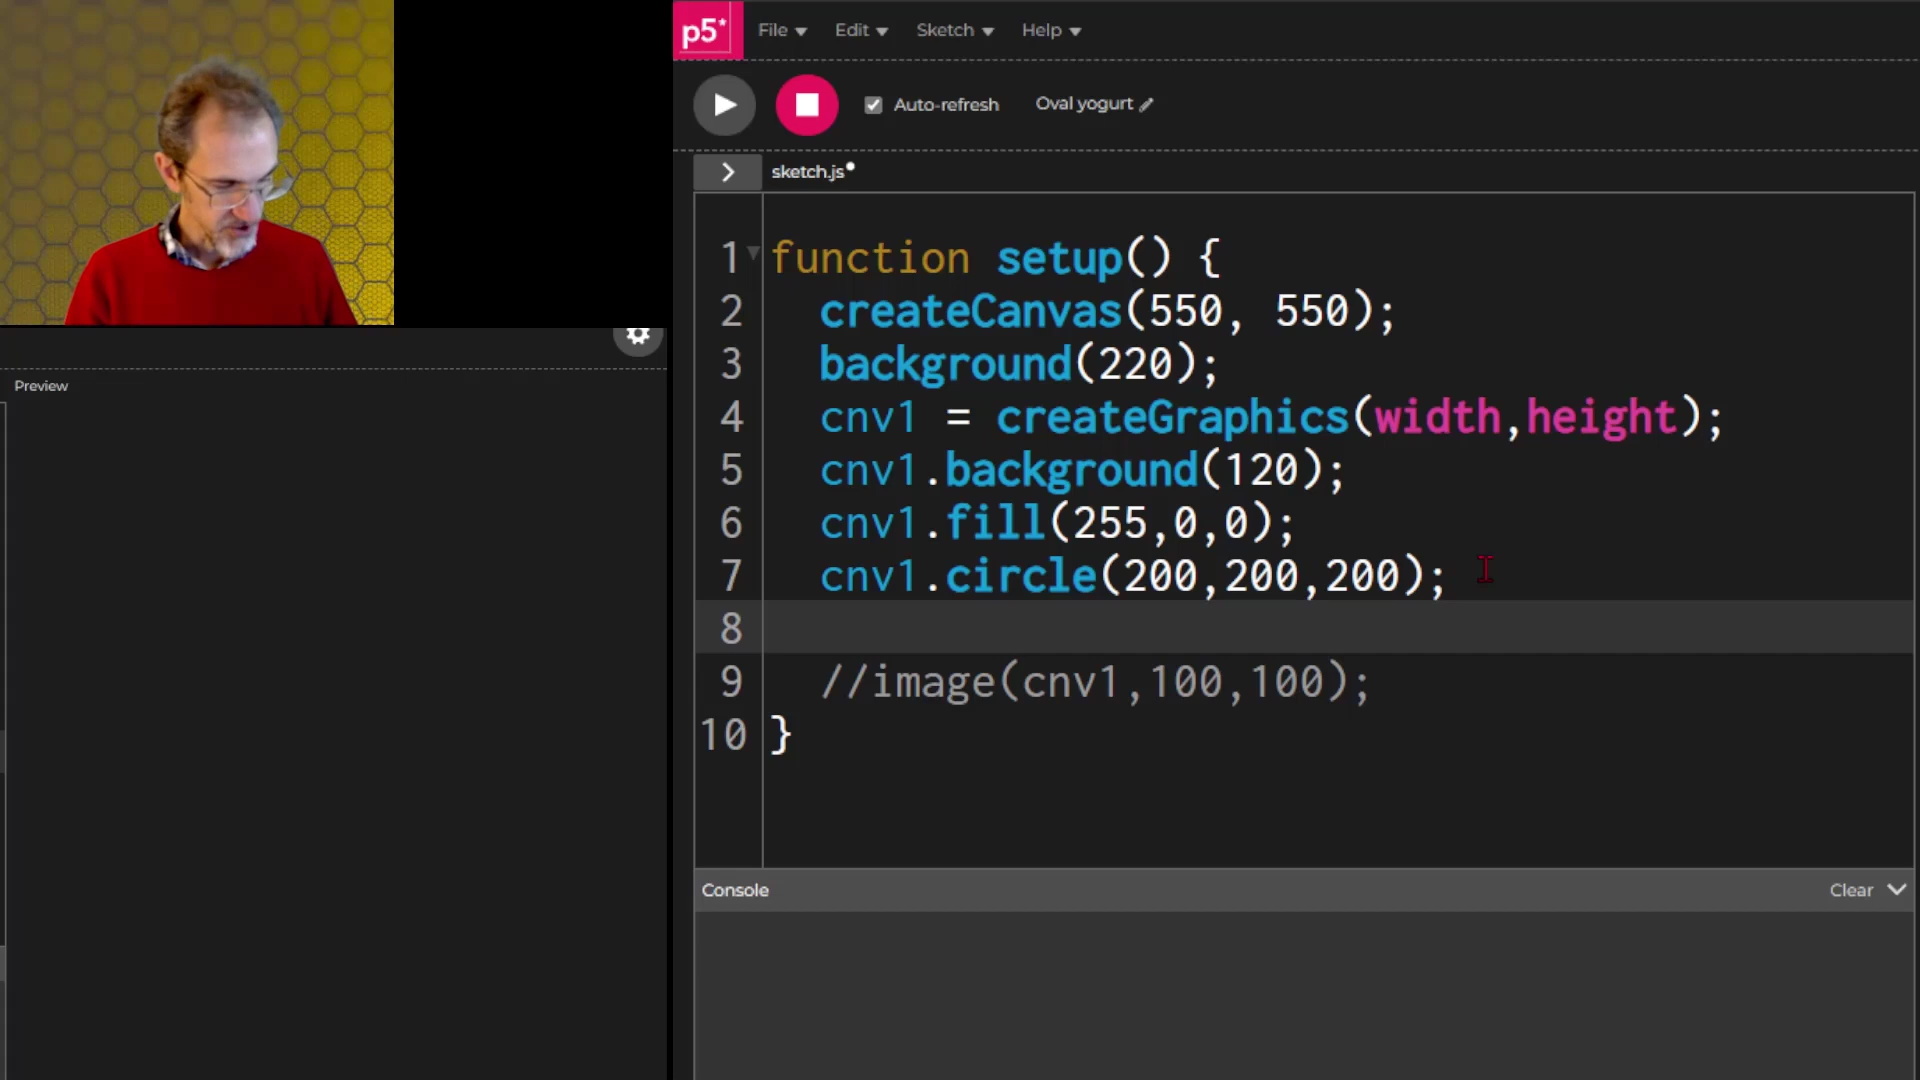 p5*
File Edit Sketch Help
Auto-refresh Oval yogurt
sketch.js
Preview
1 function setup() {
2 createCanvas(550, 550);
3 background(220);
4 cnv1 = createGraphics(width,height);
5 cnv1.background(120);
6 cnv1.fill(255,0,0);
7 cnv1.circle(200,200,200);
8
9 //image(cnv1,100,100);
10 }
Console Clear